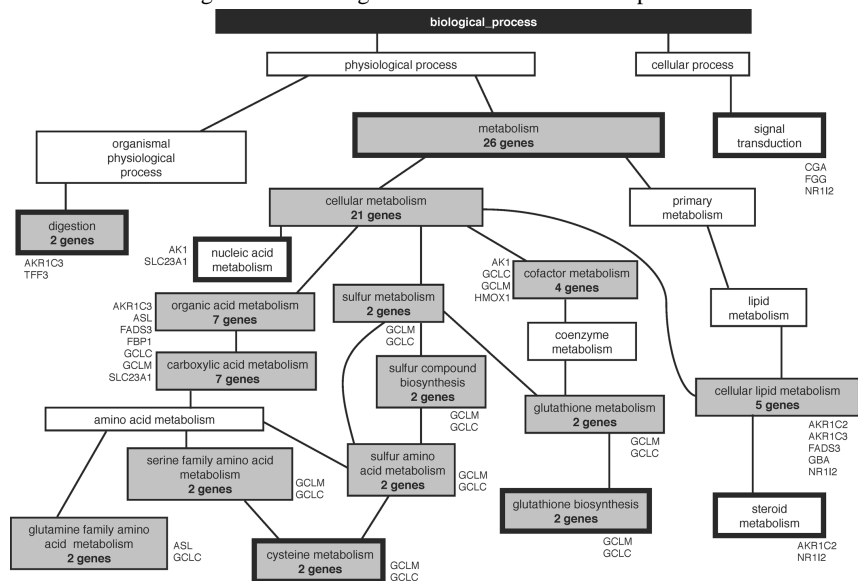 biological_process
physiological process
cellular process
organismal
physiological
process
metabolism
26 genes
signal
transduction
CGA
FGG
NR1I2
digestion
2 genes
AKR1C3
TFF3
cellular metabolism
21 genes
primary
metabolism
AK1
SLC23A1
nucleic acid
metabolism
AK1
GCLC
GCLM
HMOX1
cofactor metabolism
4 genes
AKR1C3
ASL
FADS3
FBP1
GCLC
GCLM
SLC23A1
organic acid metabolism
7 genes
sulfur metabolism
2 genes
GCLM
GCLC
lipid
metabolism
coenzyme
metabolism
carboxylic acid metabolism
7 genes
sulfur compound
biosynthesis
2 genes
GCLM
GCLC
glutathione metabolism
2 genes
GCLM
GCLC
cellular lipid metabolism
5 genes
AKR1C2
AKR1C3
FADS3
GBA
NR1I2
amino acid metabolism
serine family amino acid
metabolism
2 genes
GCLM
GCLC
sulfur amino
acid metabolism
2 genes
GCLM
GCLC
glutathione biosynthesis
2 genes
GCLM
GCLC
steroid
metabolism
AKR1C2
NR1I2
glutamine family amino
acid metabolism
2 genes
ASL
GCLC
cysteine metabolism
2 genes
GCLM
GCLC